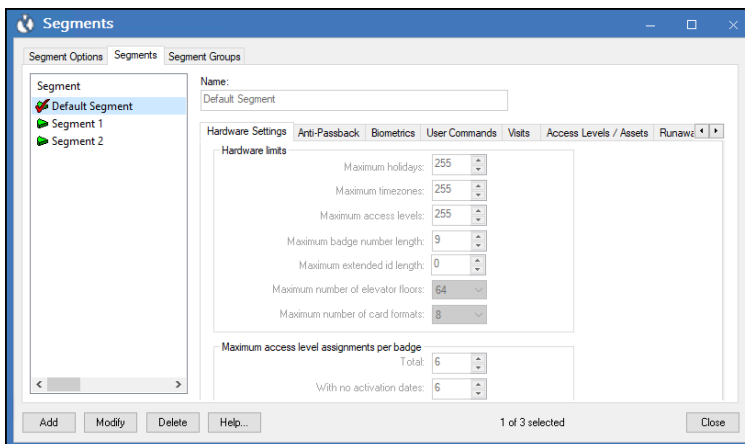 Segments
Segment Options Segments Segment Groups
Segment
Default Segment
Segment 1
Segment 2
Name:
Default Segment
Hardware Settings Anti-Passback Biometrics User Commands Visits Access Levels / Assets
Hardware limits
Maximum holidays: 255
Maximum timezones: 255
Maximum access levels: 255
Maximum badge number length: 9
Maximum extended id length: 0
Maximum number of elevator floors: 64
Maximum number of card formats: 8
Maximum access level assignments per badge
Total: 6
With no activation dates: 6
Add Modify Delete Help... 1 of 3 selected Close